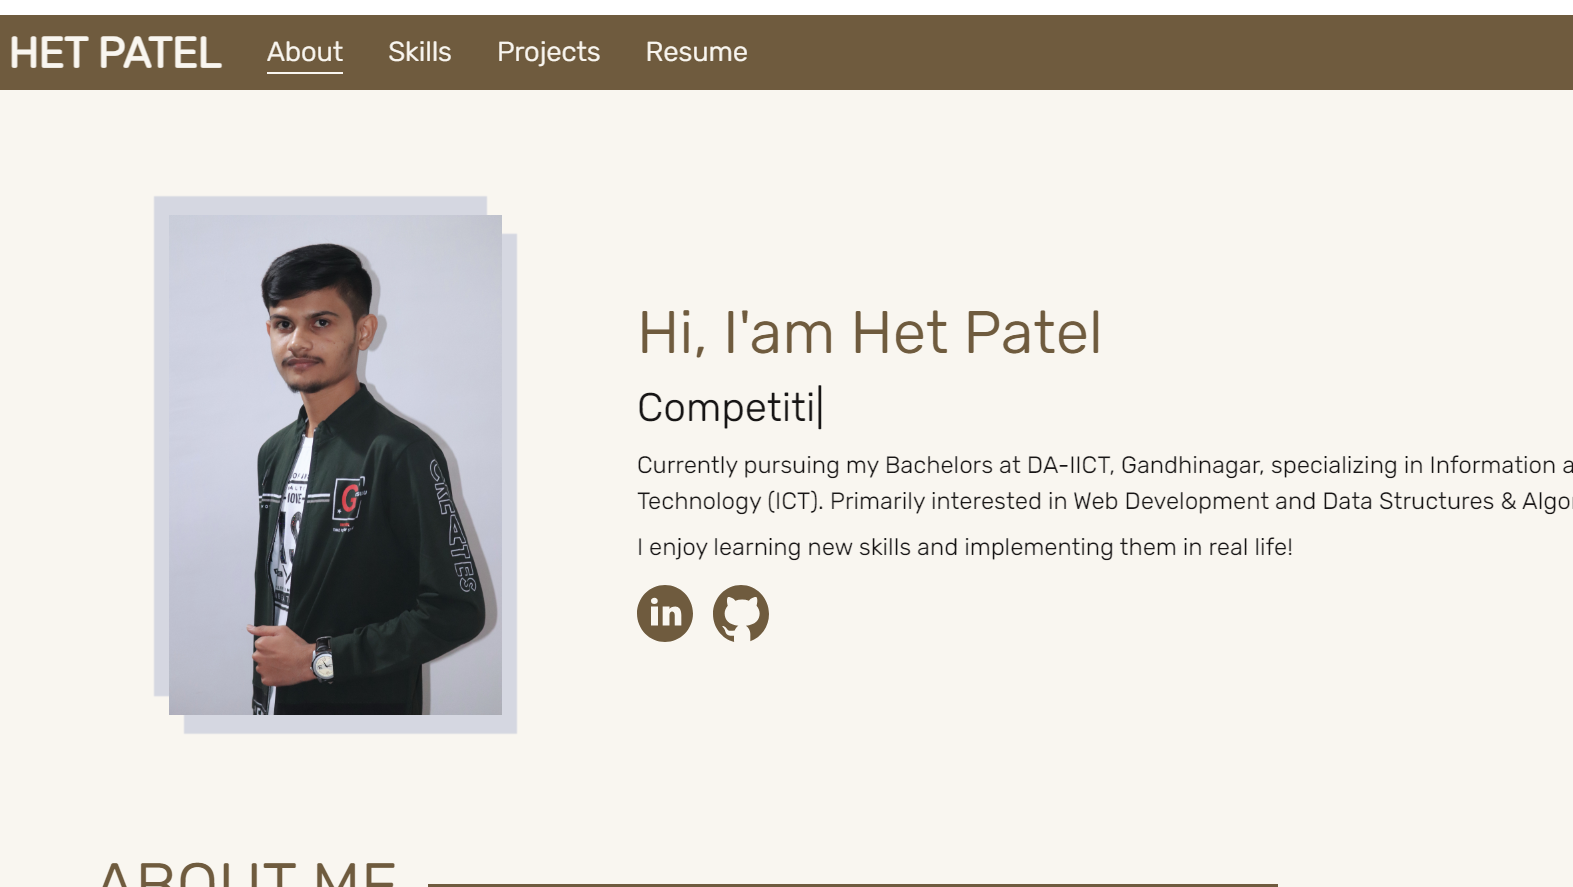 HET PATEL About Skills Projects Resume
Hi, I'am Het Patel
Competiti
Currently pursuing my Bachelors at DA-IICT, Gandhinagar, specializing in Information a
Technology (ICT). Primarily interested in Web Development and Data Structures & Algo
I enjoy learning new skills and implementing them in real life!
in
G
CREATES
ABOUT ME